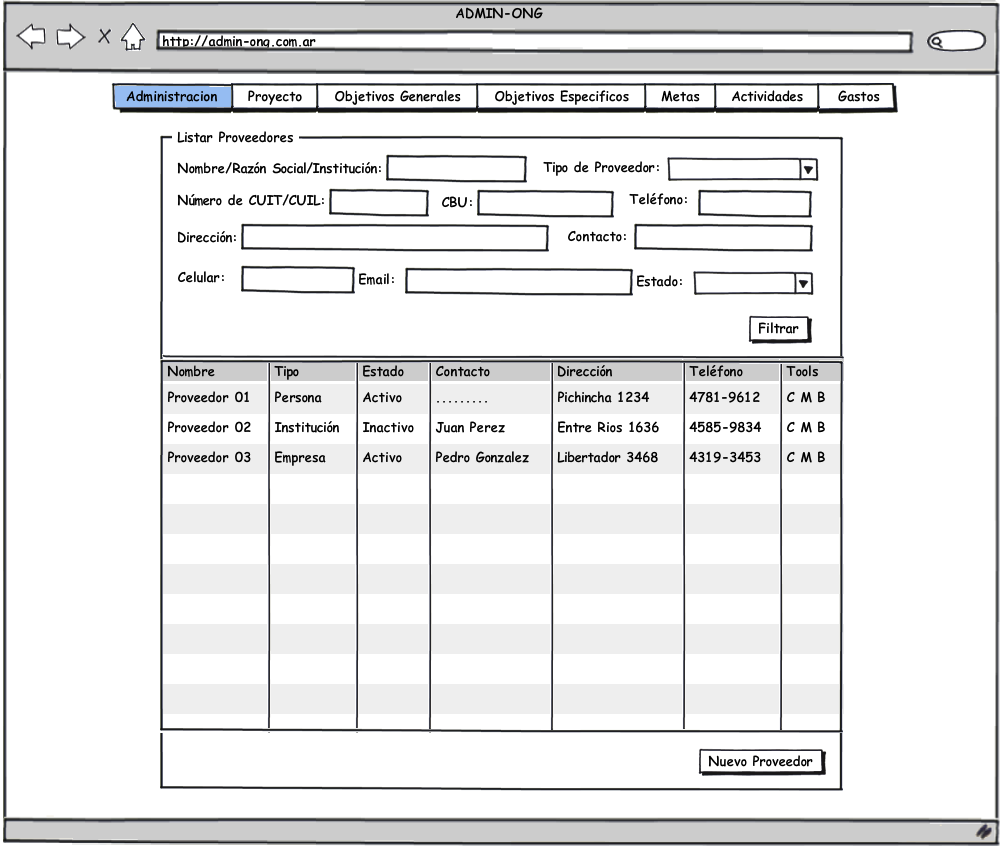 ADMIN-ONG
http://admin-ong.com.ar
Administracion Proyecto Objetivos Generales Objetivos Especificos Metas Actividades Gastos
Listar Proveedores
Nombre/Razón Social/Institución: Tipo de Proveedor:
Número de CUIT/CUIL: CBU: Teléfono:
Dirección: Contacto:
Celular: Email: Estado:
Filtrar
Nombre Tipo Estado Contacto Dirección Teléfono Tools
Proveedor 01 Persona Activo ......... Pichincha 1234 4781-9612 C M B
Proveedor 02 Institución Inactivo Juan Perez Entre Rios 1636 4585-9834 C M B
Proveedor 03 Empresa Activo Pedro Gonzalez Libertador 3468 4319-3453 C M B
Nuevo Proveedor